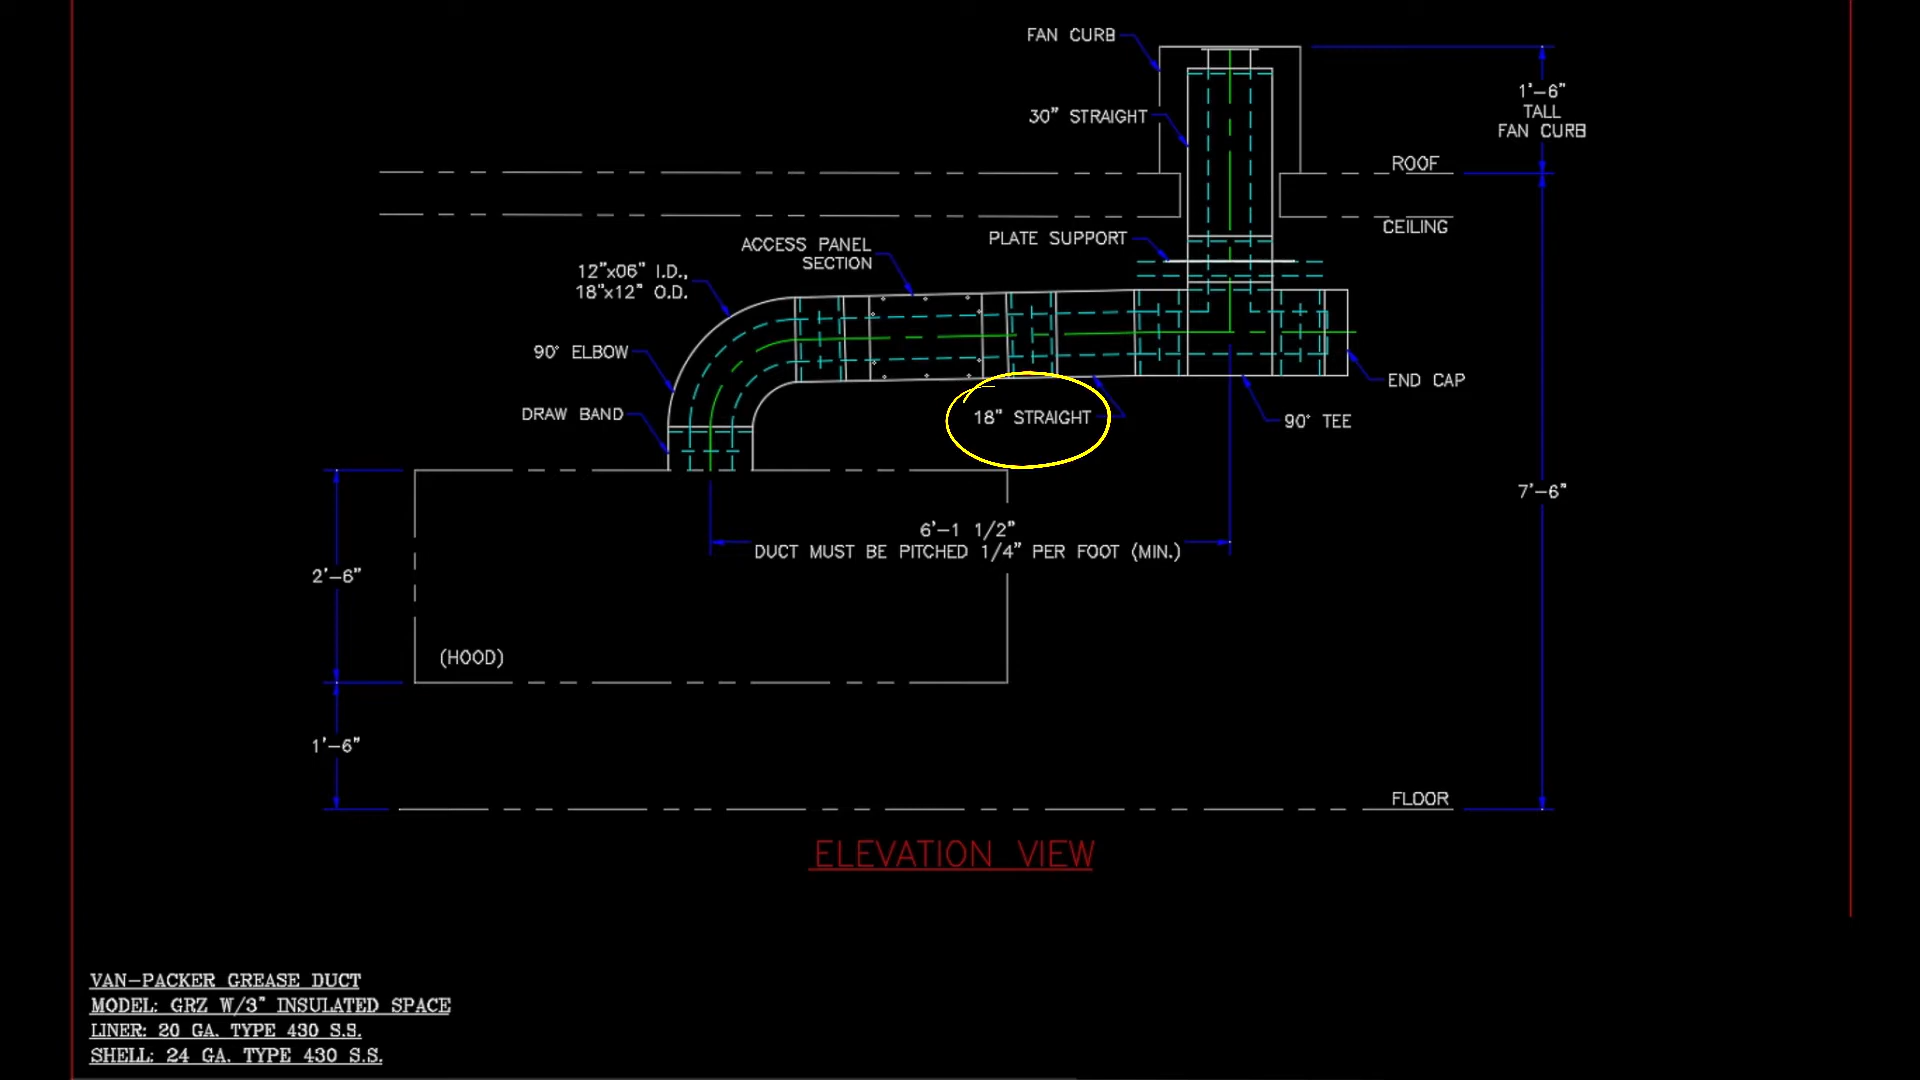 FAN CURB
30" STRAIGHT
1'-6"
TALL
FAN CURB
ROOF
CEILING
PLATE SUPPORT
ACCESS PANEL
SECTION
12"x06" I.D.,
18"x12" O.D.
90° ELBOW
DRAW BAND
18" STRAIGHT
END CAP
90° TEE
7'-6"
6'-1 1/2"
DUCT MUST BE PITCHED 1/4" PER FOOT (MIN.)
2'-6"
(HOOD)
1'-6"
FLOOR
ELEVATION VIEW
VAN-PACKER GREASE DUCT
MODEL: GRZ W/3" INSULATED SPACE
LINER: 20 GA. TYPE 430 S.S.
SHELL: 24 GA. TYPE 430 S.S.